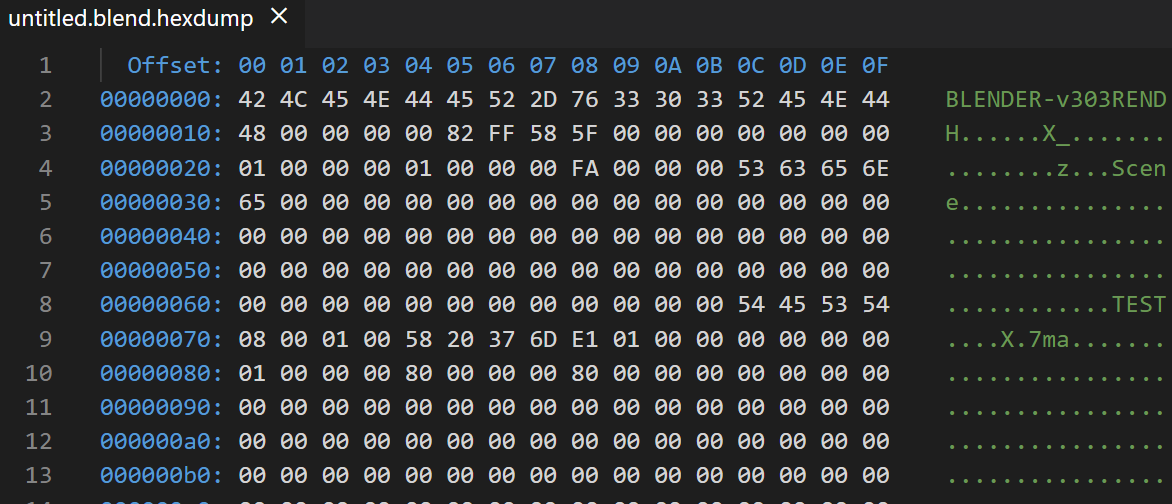 untitled.blend.hexdump ×
1 Offset: 00 01 02 03 04 05 06 07 08 09 0A 0B 0C 0D 0E 0F
2 00000000: 42 4C 45 4E 44 45 52 2D 76 33 30 33 52 45 4E 44 BLENDER-v303REND
3 00000010: 48 00 00 00 00 82 FF 58 5F 00 00 00 00 00 00 00 H......X_.......
4 00000020: 01 00 00 00 01 00 00 00 FA 00 00 00 53 63 65 6E ........z...Scen
5 00000030: 65 00 00 00 00 00 00 00 00 00 00 00 00 00 00 00 e...............
6 00000040: 00 00 00 00 00 00 00 00 00 00 00 00 00 00 00 00 ................
7 00000050: 00 00 00 00 00 00 00 00 00 00 00 00 00 00 00 00 ................
8 00000060: 00 00 00 00 00 00 00 00 00 00 00 00 54 45 53 54 ............TEST
9 00000070: 08 00 01 00 58 20 37 6D E1 01 00 00 00 00 00 00 ....X.7ma.......
10 00000080: 01 00 00 00 80 00 00 00 80 00 00 00 00 00 00 00 ................
11 00000090: 00 00 00 00 00 00 00 00 00 00 00 00 00 00 00 00 ................
12 000000a0: 00 00 00 00 00 00 00 00 00 00 00 00 00 00 00 00 ................
13 000000b0: 00 00 00 00 00 00 00 00 00 00 00 00 00 00 00 00 ................